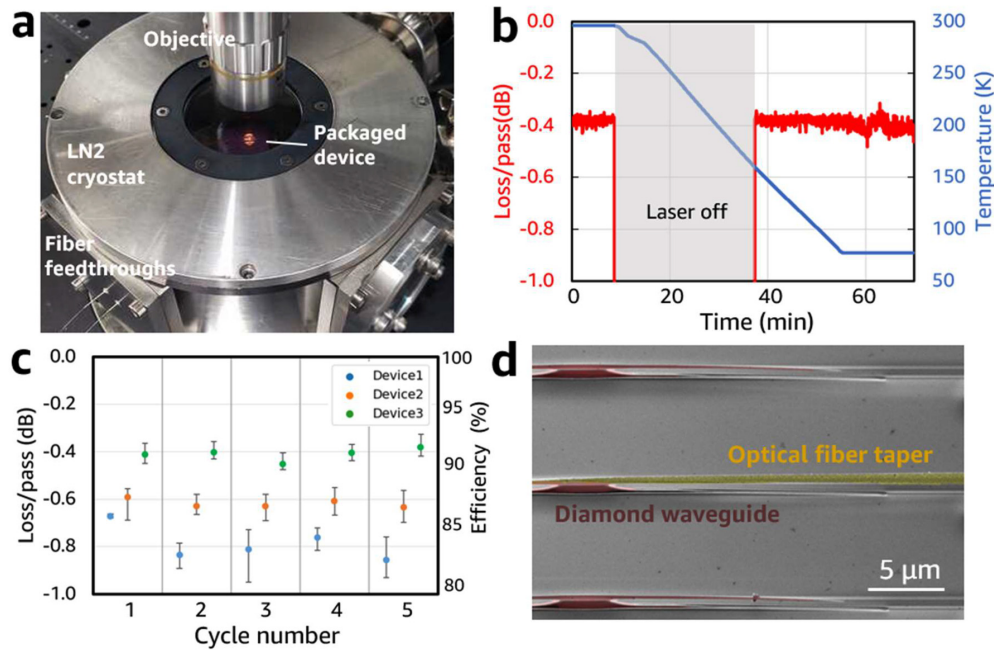 a
Objective
Packaged
device
LN2
cryostat
Fiber
feedthroughs
b
Loss/pass(dB)
0.0
-0.2
-0.4
-0.6
-0.8
-1.0
Laser off
300
250
200
150
100
50
Temperature (K)
0
20
40
60
Time (min)
c
Loss/pass (dB)
0.0
-0.2
-0.4
-0.6
-0.8
-1.0
Device1
Device2
Device3
100
95
90
85
80
Efficiency (%)
1
2
3
4
5
Cycle number
d
Optical fiber taper
Diamond waveguide
5 μm